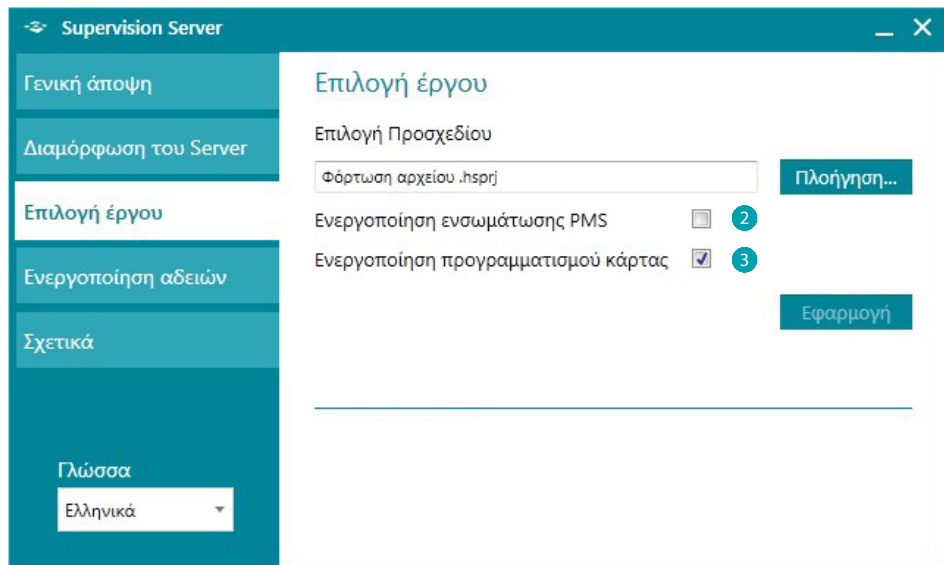 Supervision Server
Γενική άποψη
Διαμόρφωση του Server
Επιλογή έργου
Ενεργοποίηση αδειών
Σχετικά
Γλώσσα
Ελληνικά
Επιλογή έργου
Επιλογή Προσχεδίου
Φόρτωση αρχείου .hsprj
Πλοήγηση...
Ενεργοποίηση ενσωμάτωσης PMS 2
Ενεργοποίηση προγραμματισμού κάρτας 3
Εφαρμογή